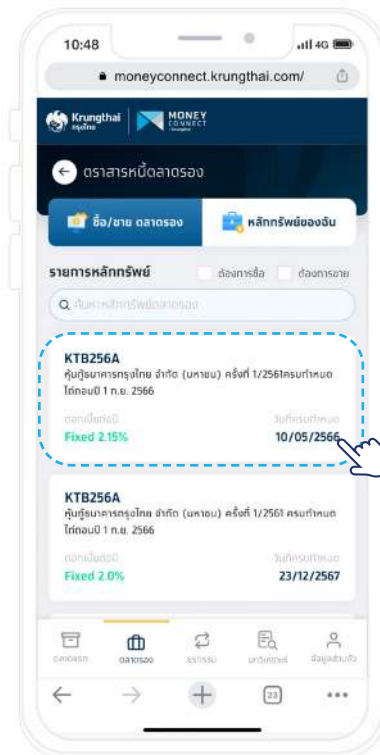 10:48
4G
moneyconnect.krungthai.com/
Krungthai
กรุงไทย
MONEY
CONNECT
ตราสารหนี้ตลาดรอง
ซื้อ/ขาย ตลาดรอง
หลักทรัพย์ของฉัน
รายการหลักทรัพย์
ต้องการซื้อ
ต้องการขาย
ค้นหาหลักทรัพย์ตลาดรอง
KTB256A
หุ้นกู้ธนาคารกรุงไทย จำกัด (มหาชน) ครั้งที่ 1/2561ครบกำหนด
ไถ่ถอนปี 1 ก.ย. 2566
ดอกเบี้ยต่อปี
วันที่ครบกำหนด
Fixed 2.15%
10/05/2566
KTB256A
หุ้นกู้ธนาคารกรุงไทย จำกัด (มหาชน) ครั้งที่ 1/2561 ครบกำหนด
ไถ่ถอนปี 1 ก.ย. 2566
ดอกเบี้ยต่อปี
วันที่ครบกำหนด
Fixed 2.0%
23/12/2567
ตลาดแรก
ตลาดรอง
ธุรกรรม
บทวิเคราะห์
ข้อมูลส่วนตัว
23